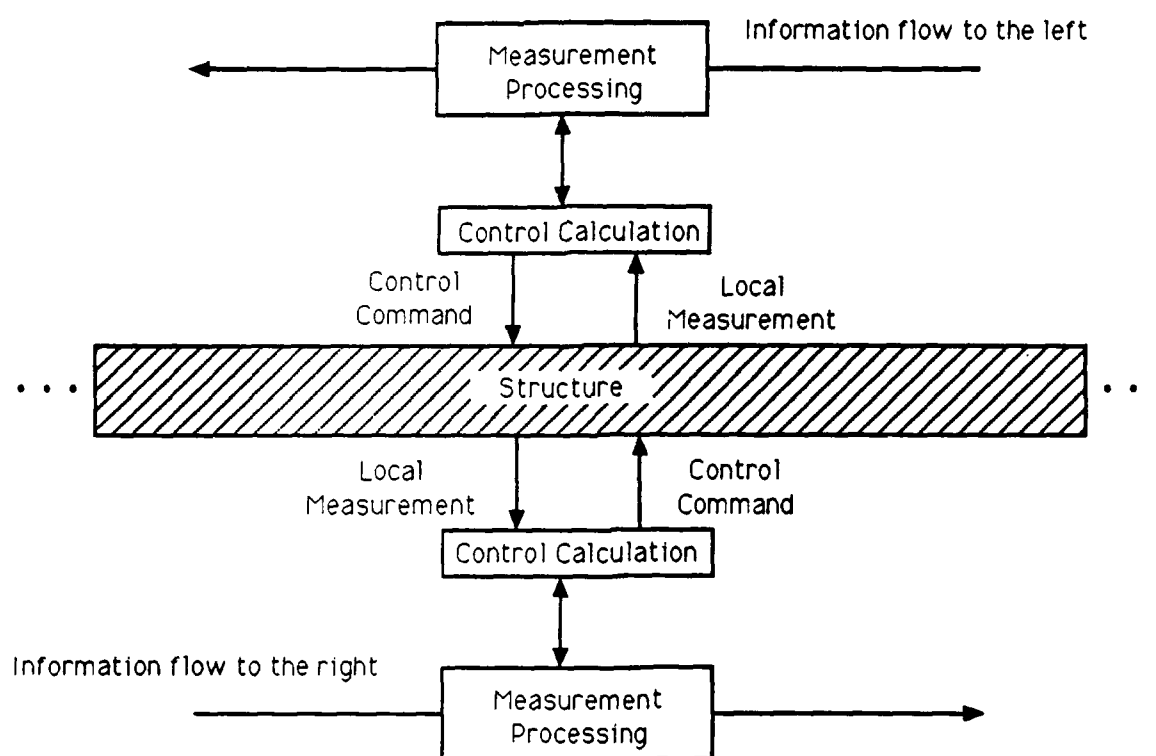 Information flow to the left
Measurement
Processing
Control Calculation
Control
Command
Local
Measurement
• • •
Structure
• •
Local
Measurement
Control
Command
Control Calculation
Information flow to the right
Measurement
Processing